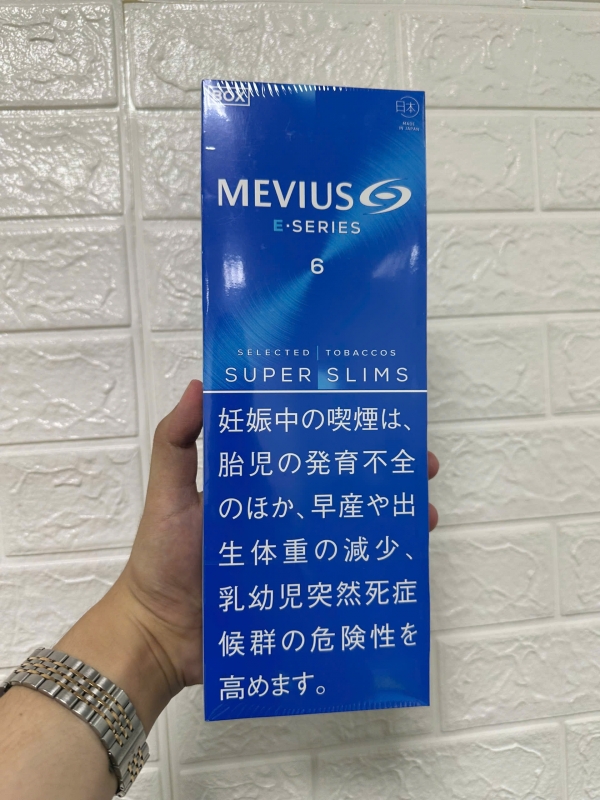 BOX
日本
MADE
IN JAPAN
MEVIUS
E·SERIES
6
SELECTED | TOBACCOS
SUPER SLIMS
妊娠中の喫煙は、
胎児の発育不全
のほか、早産や出
生体重の減少、
乳幼児突然死症
候群の危険性を
高めます。